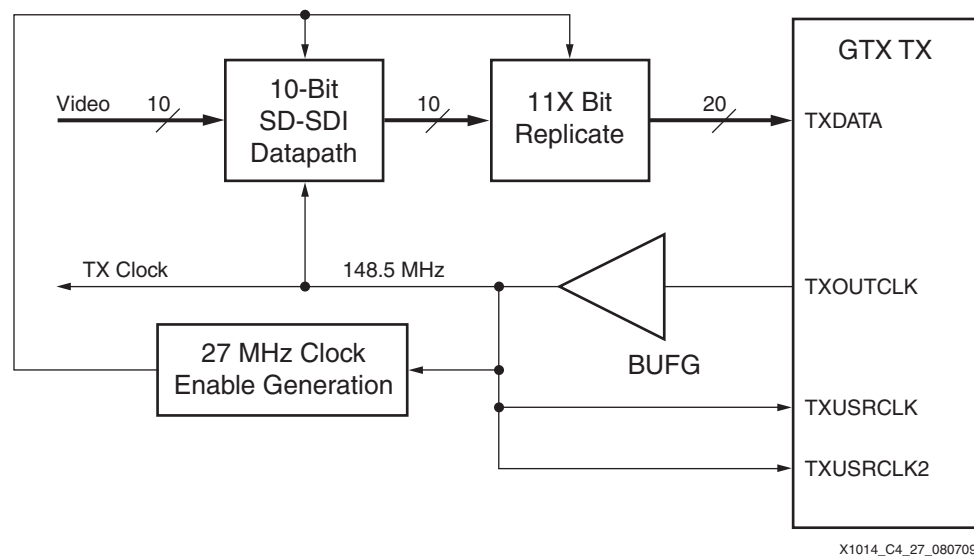 GTX TX
10-Bit
SD-SDI
Datapath
11X Bit
Replicate
Video
10
10
20
TXDATA
TX Clock
148.5 MHz
TXOUTCLK
BUFG
27 MHz Clock
Enable Generation
TXUSRCLK
TXUSRCLK2
X1014_C4_27_080709